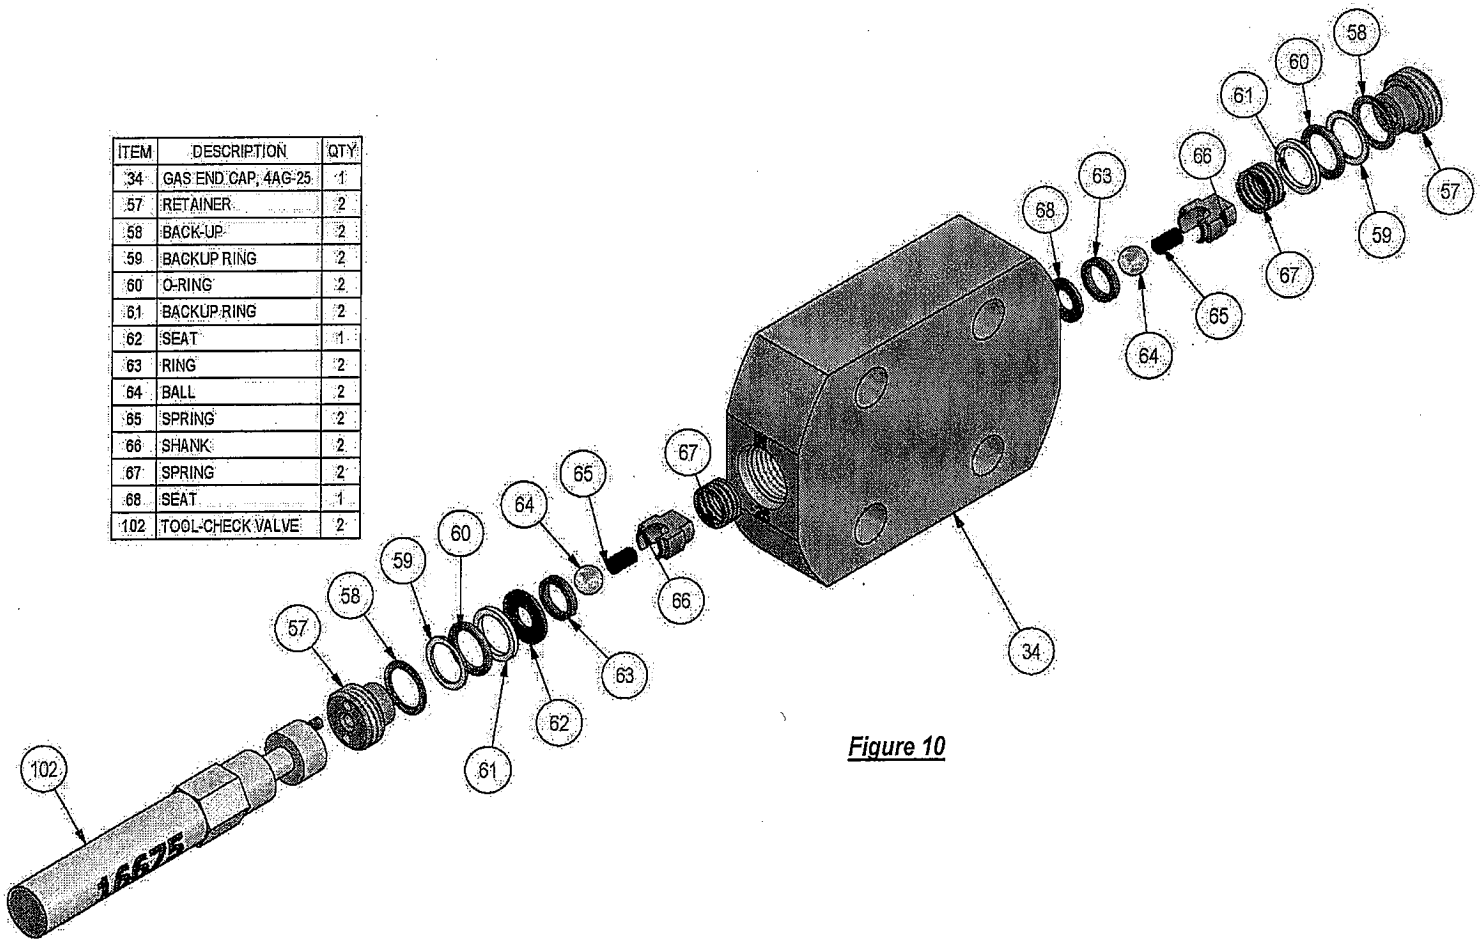 ITEM DESCRIPTION QTY
34 GAS END CAP, 4AG-25 1
57 RETAINER 2
58 BACK-UP 2
59 BACKUP RING 2
60 O-RING 2
61 BACKUP RING 2
62 SEAT 1
63 RING 2
64 BALL 2
65 SPRING 2
66 SHANK 2
67 SPRING 2
68 SEAT 1
102 TOOL-CHECK VALVE 2
58
60
61
66
63
68
57
59
67
65
64
67
65
64
60
59
58
57
66
34
63
62
61
102
16675
Figure 10